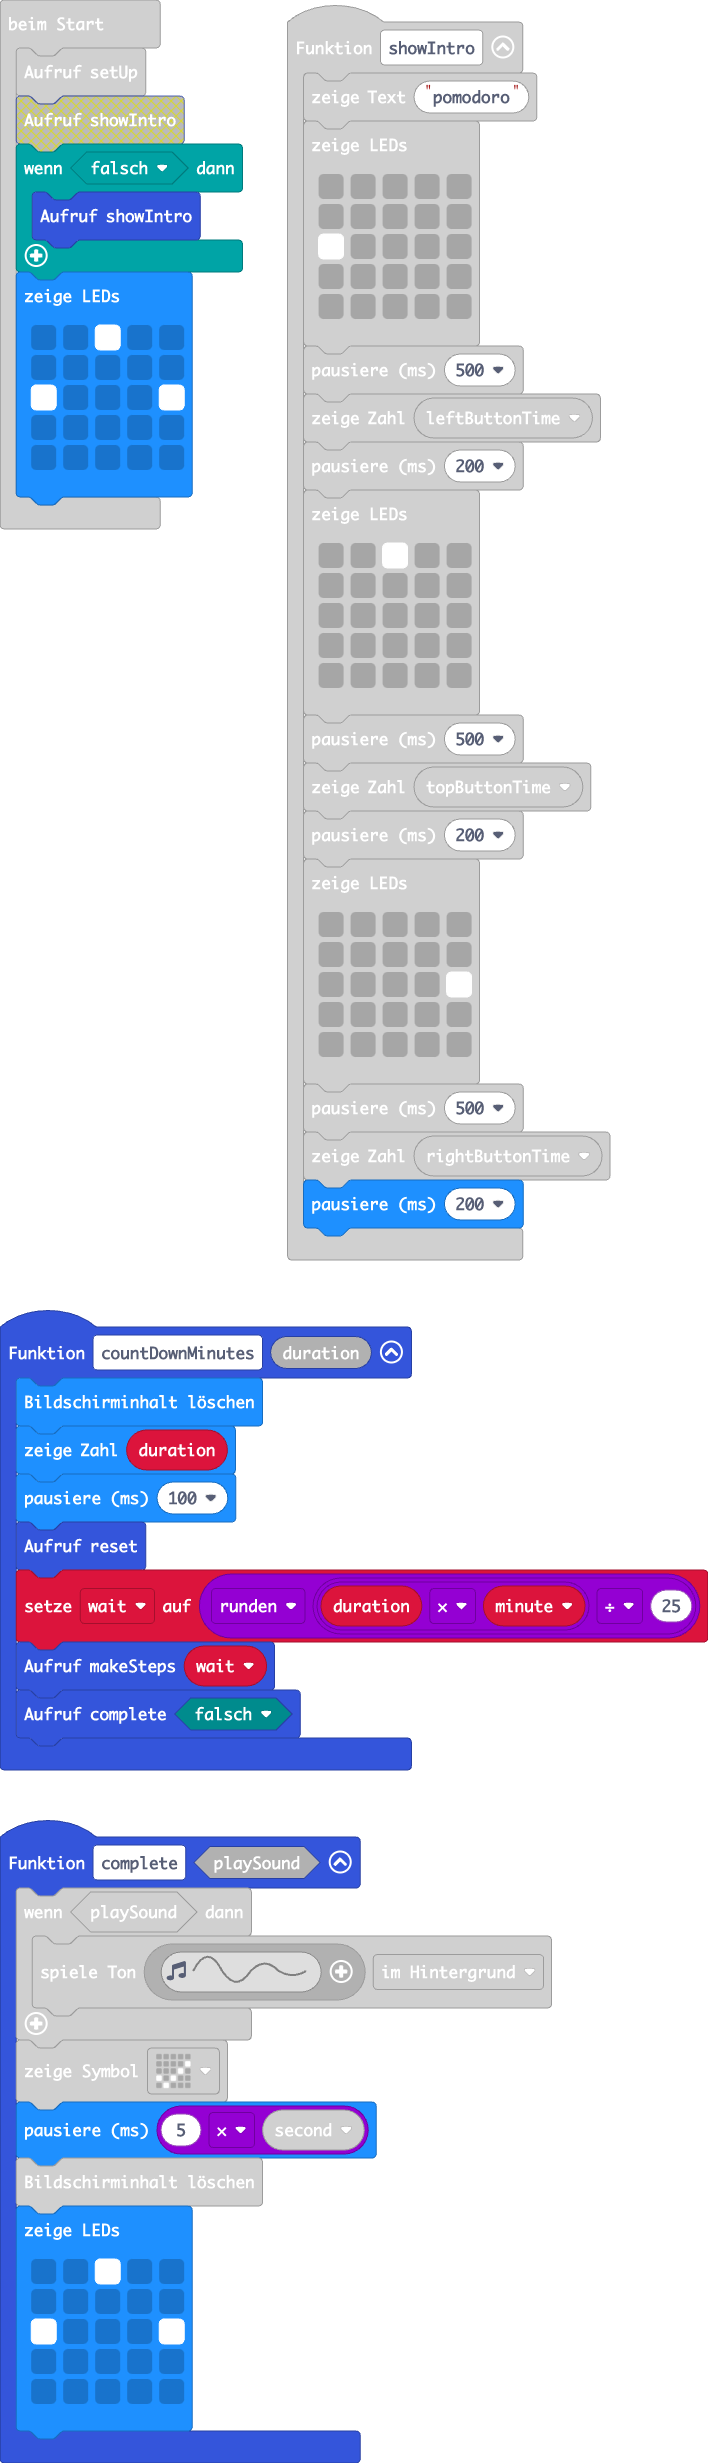 beim Start
Aufruf setUp
Aufruf showIntro
wenn falsch dann
Aufruf showIntro
zeige LEDs
Funktion showIntro
zeige Text "pomodoro"
zeige LEDs
pausiere (ms) 500
zeige Zahl leftButtonTime
pausiere (ms) 200
zeige LEDs
pausiere (ms) 500
zeige Zahl topButtonTime
pausiere (ms) 200
zeige LEDs
pausiere (ms) 500
zeige Zahl rightButtonTime
pausiere (ms) 200
Funktion countDownMinutes duration
Bildschirminhalt löschen
zeige Zahl duration
pausiere (ms) 100
Aufruf reset
setze wait auf runden duration × minute ÷ 25
Aufruf makeSteps wait
Aufruf complete falsch
Funktion complete playSound
wenn playSound dann
spiele Ton im Hintergrund
zeige Symbol
pausiere (ms) 5 × second
Bildschirminhalt löschen
zeige LEDs